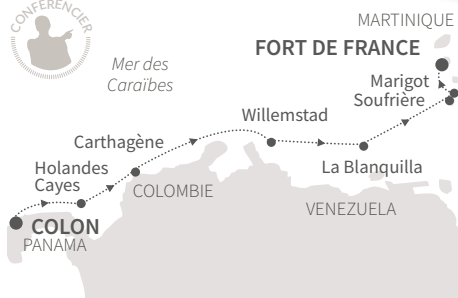 CONFÉRENCIER
MARTINIQUE
FORT DE FRANCE
Mer des
Caraïbes
Marigot
Soufrière
Willemstad
Carthagène
La Blanquilla
Holandes
Cayes
COLOMBIE
VENEZUELA
COLON
PANAMA